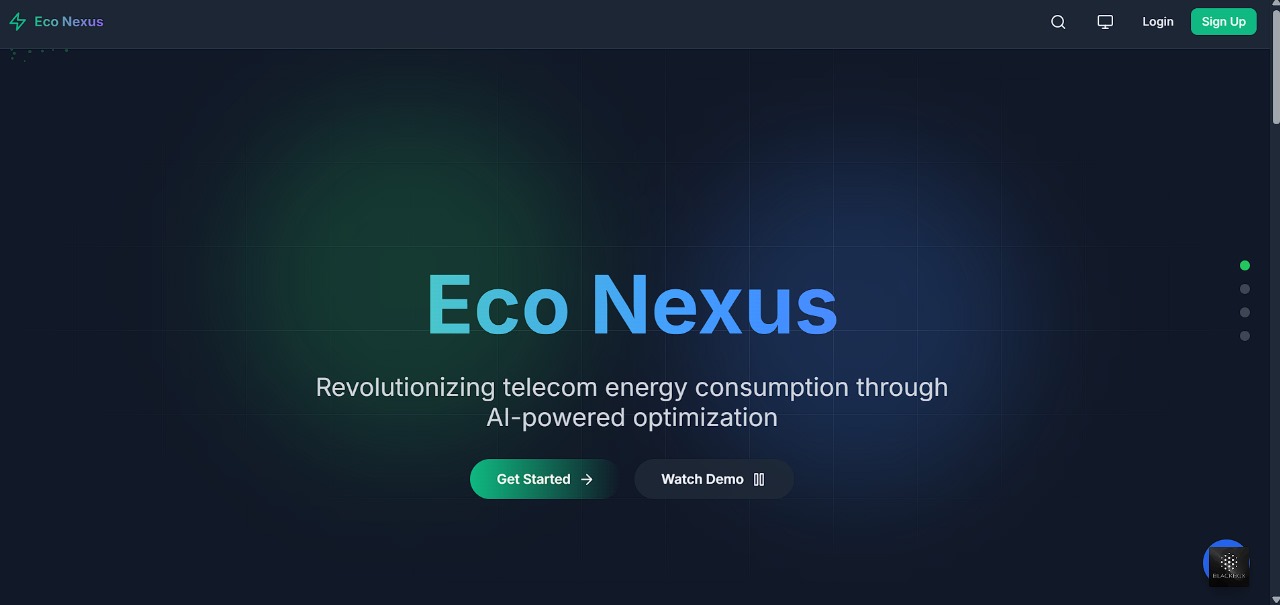 Eco Nexus
Login
Sign Up
Eco Nexus
Revolutionizing telecom energy consumption through
AI-powered optimization
Get Started
Watch Demo
BLACKBOX